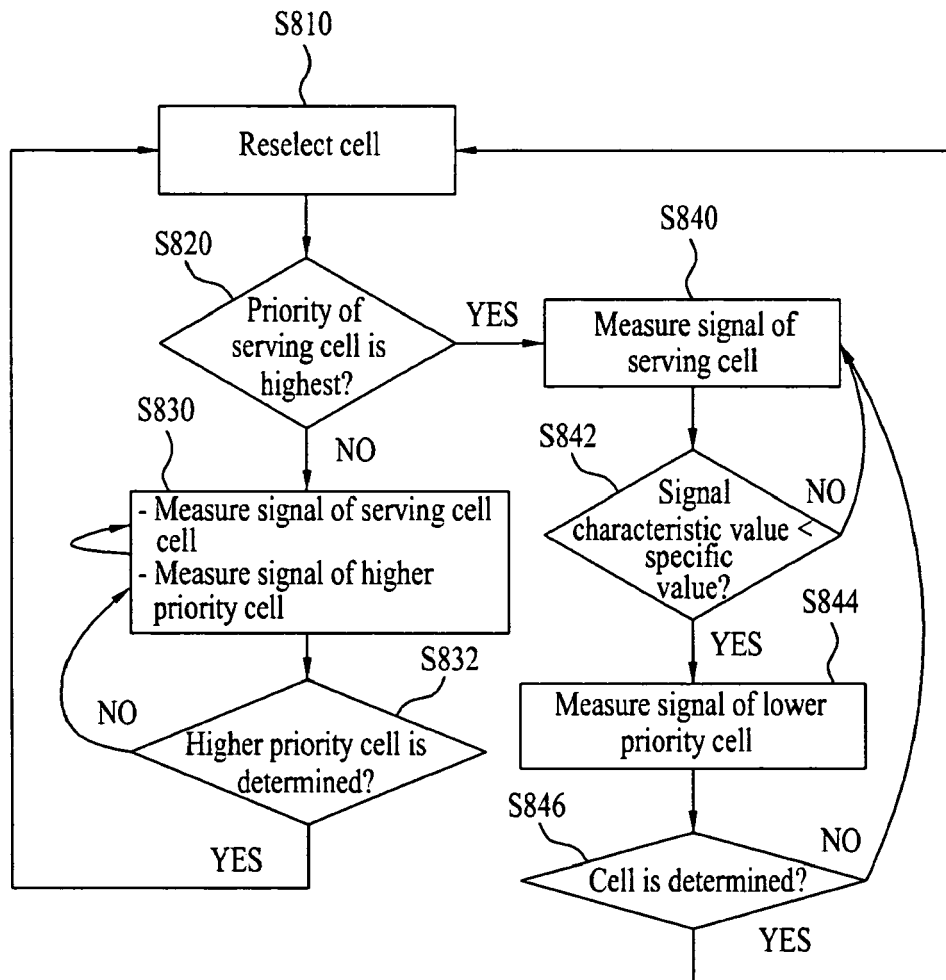 S810
Reselect cell
S820
Priority of
serving cell is
highest?
YES
S840
Measure signal of
serving cell
S830
NO
- Measure signal of serving cell
cell
- Measure signal of higher
priority cell
S842
Signal
characteristic value <
specific
value?
NO
YES
S844
Measure signal of lower
priority cell
S832
Higher priority cell is
determined?
NO
YES
S846
Cell is determined?
NO
YES